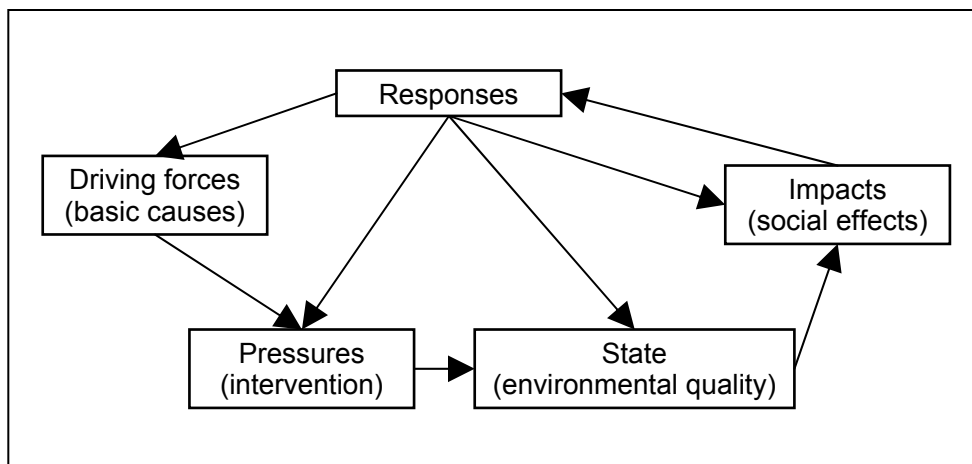 Responses
Driving forces
(basic causes)
Impacts
(social effects)
Pressures
(intervention)
State
(environmental quality)